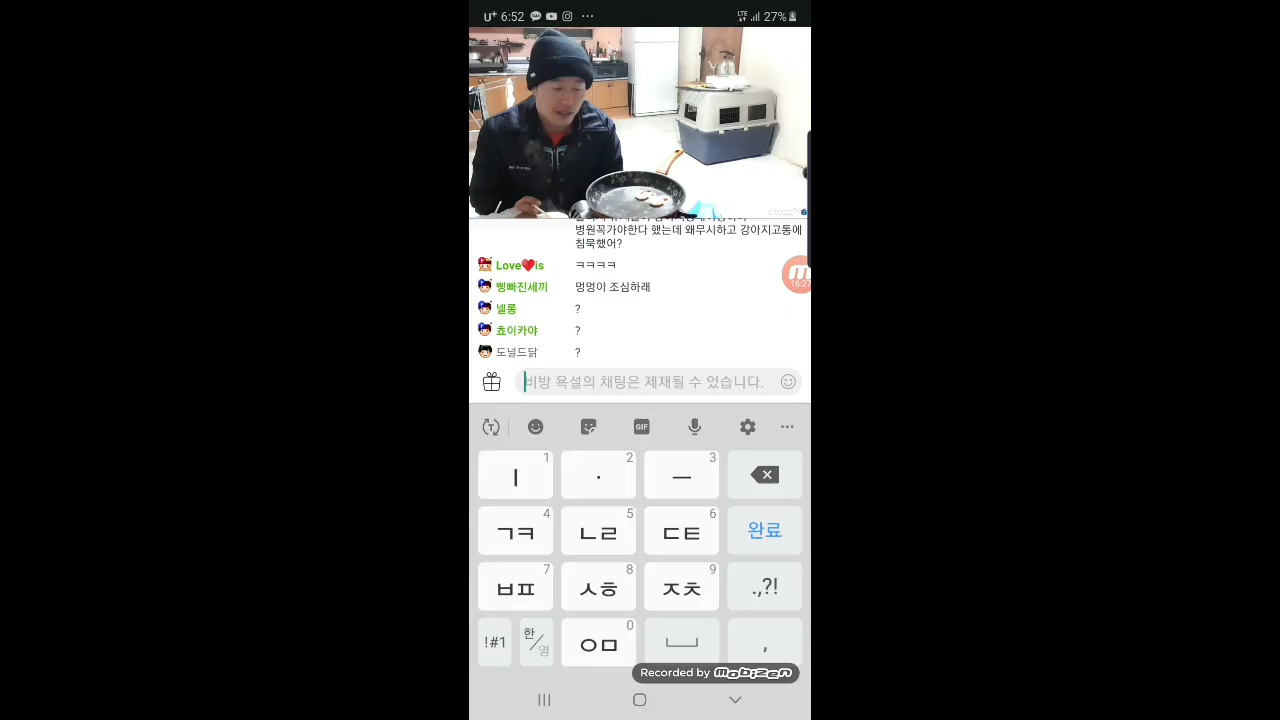 U+ 6:52 ... LTE 27%
병원꼭가야한다 했는데 왜무시하고 강아지고통에
침묵했어?
Love❤️is ㅋㅋㅋㅋ
삥빠진세끼 멍멍이 조심하래
넬롱 ?
쵸이카야 ?
도널드닭 ?
16:27
비방 욕설의 채팅은 제재될 수 있습니다.
GIF
ㅣ 1 · 2 ㅡ 3
ㄱㅋ 4 ㄴㄹ 5 ㄷㅌ 6 완료
ㅂㅍ 7 ㅅㅎ 8 ㅈㅊ 9 .,?!
!#1 한/영 ㅇㅁ 0 ,
Recorded by mobizen